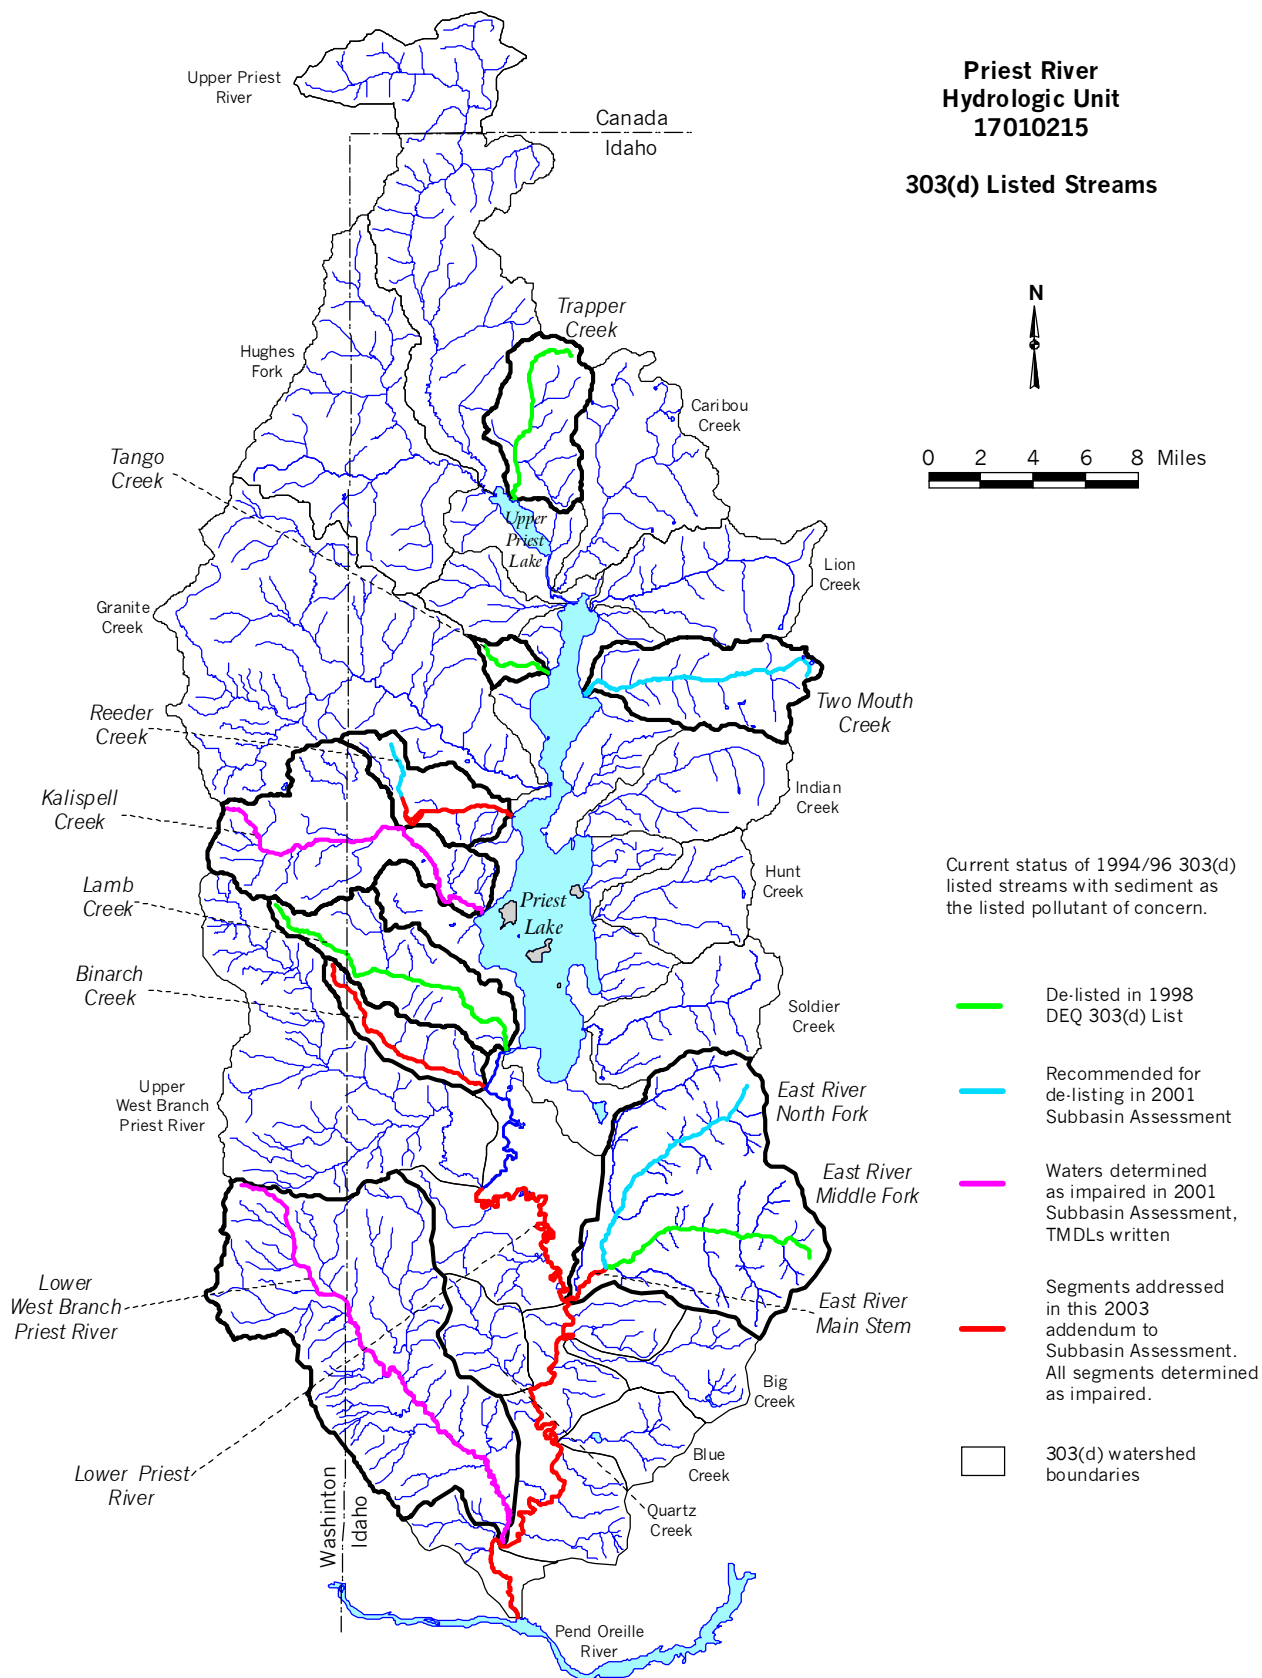 Priest River
Hydrologic Unit
17010215
303(d) Listed Streams
Upper Priest
River
Canada
Idaho
N
Trapper
Creek
Hughes
Fork
Caribou
Creek
0 2 4 6 8 Miles
Tango
Creek
Upper
Priest
Lake
Lion
Creek
Granite
Creek
Two Mouth
Creek
Reeder
Creek
Indian
Creek
Kalispell
Creek
Hunt
Creek
Current status of 1994/96 303(d)
listed streams with sediment as
the listed pollutant of concern.
Lamb
Creek
Priest
Lake
Binarch
Creek
Soldier
Creek
De-listed in 1998
DEQ 303(d) List
Upper
West Branch
Priest River
East River
North Fork
Recommended for
de-listing in 2001
Subbasin Assessment
East River
Middle Fork
Waters determined
as impaired in 2001
Subbasin Assessment,
TMDLs written
Lower
West Branch
Priest River
East River
Main Stem
Segments addressed
in this 2003
addendum to
Subbasin Assessment.
All segments determined
as impaired.
Big
Creek
Lower Priest
River
Blue
Creek
303(d) watershed
boundaries
Quartz
Creek
Washinton
Idaho
Pend Oreille
River